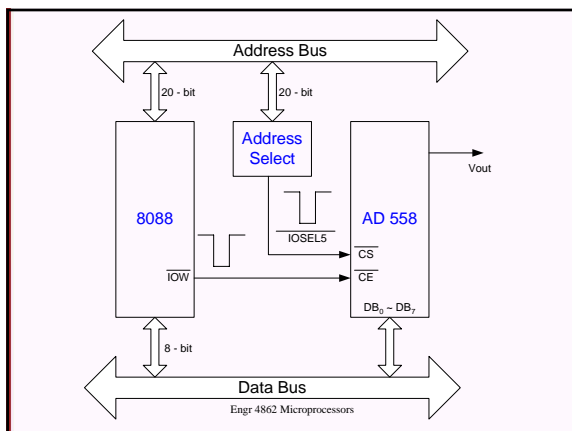 Address Bus
20 - bit
20 - bit
Address
Select
8088
AD 558
Vout
IOSEL5
CS
IOW
CE
DB₀ ~ DB₇
8 - bit
Data Bus
Engr 4862 Microprocessors